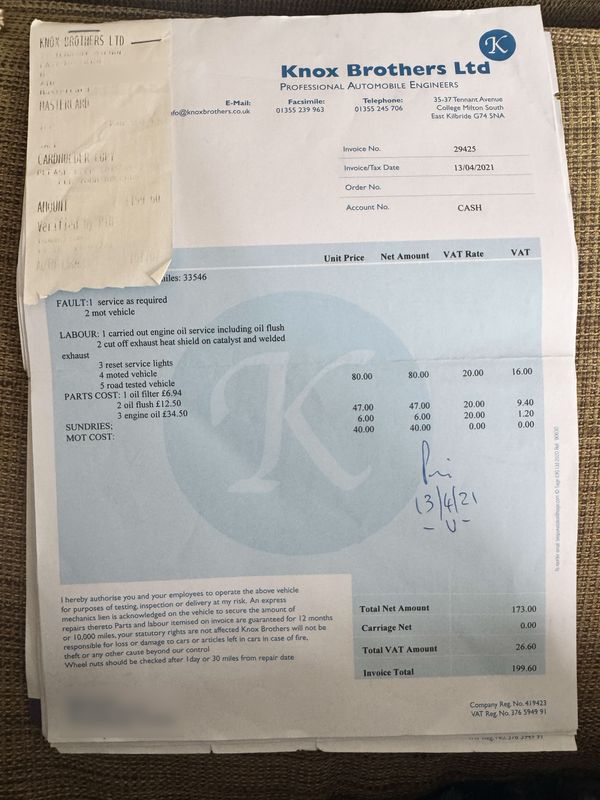 KNOX BROTHERS LTD
MASTERCARD
CARDHOLDER COPY
AMOUNT £199.60
Verified by PIN
K
Knox Brothers Ltd
PROFESSIONAL AUTOMOBILE ENGINEERS
E-Mail: Facsimile: Telephone: 35-37 Tennant Avenue
nfo@knoxbrothers.co.uk 01355 239 963 01355 245 706 College Milton South
East Kilbride G74 5NA
Invoice No. 29425
Invoice/Tax Date 13/04/2021
Order No.
Account No. CASH
Unit Price Net Amount VAT Rate VAT
miles: 33546
FAULT:1 service as required
2 mot vehicle
LABOUR: 1 carried out engine oil service including oil flush
2 cut off exhaust heat shield on catalyst and welded
exhaust
3 reset service lights
4 moted vehicle 80.00 80.00 20.00 16.00
5 road tested vehicle
PARTS COST: 1 oil filter £6.94
2 oil flush £12.50 47.00 47.00 20.00 9.40
3 engine oil £34.50 6.00 6.00 20.00 1.20
SUNDRIES; 40.00 40.00 0.00 0.00
MOT COST:
K
13/4/21
I hereby authorise you and your employees to operate the above vehicle
for purposes of testing, inspection or delivery at my risk. An express
mechanics lien is acknowledged on the vehicle to secure the amount of
repairs thereto Parts and labour itemised on invoice are guaranteed for 12 months
or 10,000 miles, your statutory rights are not affected Knox Brothers will not be
responsible for loss or damage to cars or articles left in cars in case of fire,
theft or any other cause beyond our control
Wheel nuts should be checked after 1day or 30 miles from repair date
Total Net Amount 173.00
Carriage Net 0.00
Total VAT Amount 26.60
Invoice Total 199.60
Company Reg. No. 419423
VAT Reg. No. 376 5949 91